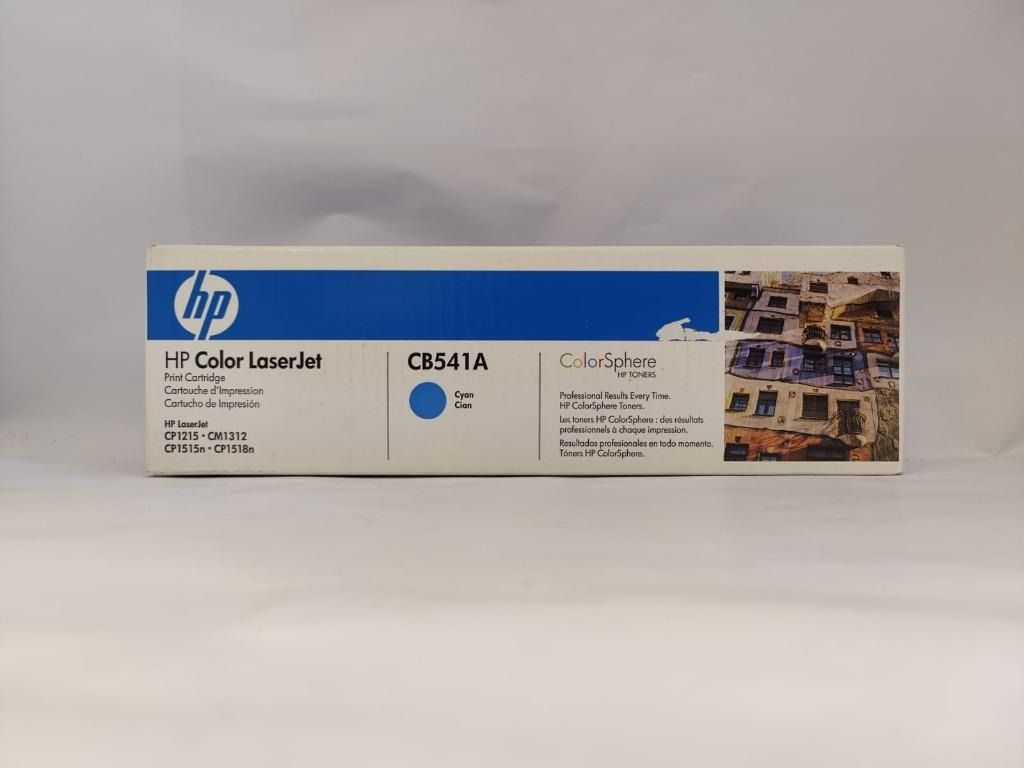 hp
HP Color LaserJet
Print Cartridge
Cartouche d'Impression
Cartucho de Impresión
HP LaserJet
CP1215 • CM1312
CP1515n • CP1518n
CB541A
Cyan
Cian
ColorSphere
HP TONERS
Professional Results Every Time.
HP ColorSphere Toners.
Les toners HP ColorSphere : des résultats
professionnels à chaque impression.
Resultados profesionales en todo momento.
Tóners HP ColorSphere.